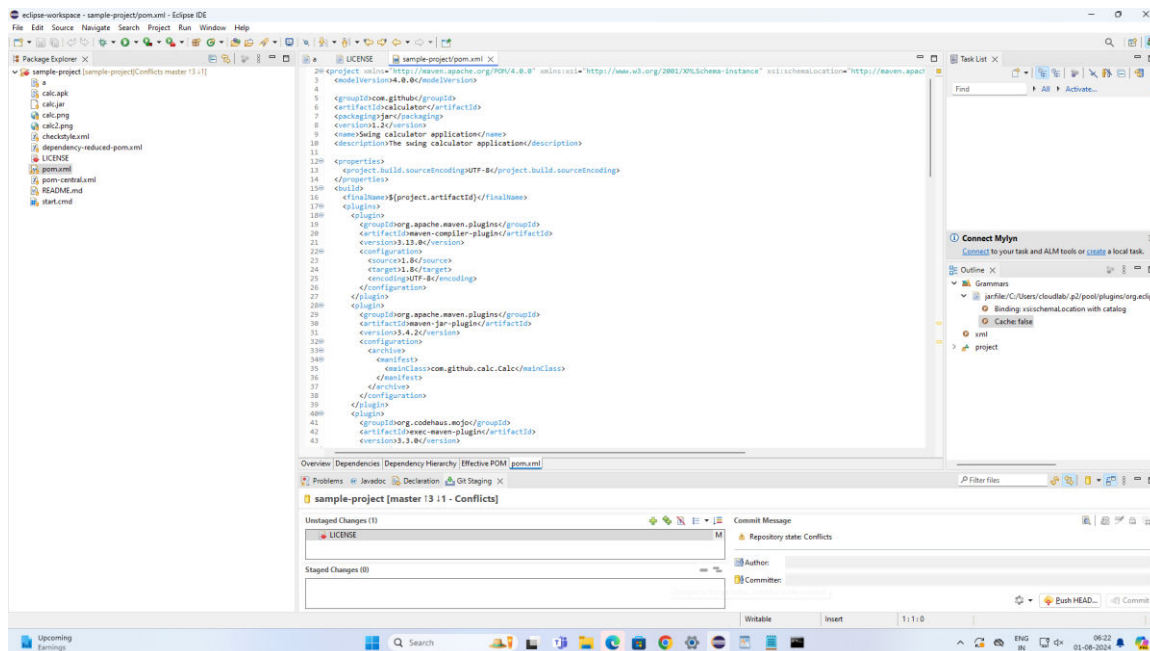 eclipse-workspace - sample-project/pom.xml - Eclipse IDE
File Edit Source Navigate Search Project Run Window Help
Package Explorer
sample-project [sample-project|Conflicts master ↑3 ↓1]
a
calc.apk
calc.jar
calc.png
calc2.png
checkstyle.xml
dependency-reduced-pom.xml
LICENSE
pom.xml
pom-central.xml
README.md
start.cmd
a LICENSE sample-project/pom.xml
2 <project xmlns="http://maven.apache.org/POM/4.0.0" xmlns:xsi="http://www.w3.org/2001/XMLSchema-instance" xsi:schemaLocation="http://maven.apac
3 <modelVersion>4.0.0</modelVersion>
4
5 <groupId>com.github</groupId>
6 <artifactId>calculator</artifactId>
7 <packaging>jar</packaging>
8 <version>1.2</version>
9 <name>Swing calculator application</name>
10 <description>The swing calculator application</description>
11
12 <properties>
13 <project.build.sourceEncoding>UTF-8</project.build.sourceEncoding>
14 </properties>
15 <build>
16 <finalName>${project.artifactId}</finalName>
17 <plugins>
18 <plugin>
19 <groupId>org.apache.maven.plugins</groupId>
20 <artifactId>maven-compiler-plugin</artifactId>
21 <version>3.13.0</version>
22 <configuration>
23 <source>1.8</source>
24 <target>1.8</target>
25 <encoding>UTF-8</encoding>
26 </configuration>
27 </plugin>
28 <plugin>
29 <groupId>org.apache.maven.plugins</groupId>
30 <artifactId>maven-jar-plugin</artifactId>
31 <version>3.4.2</version>
32 <configuration>
33 <archive>
34 <manifest>
35 <mainClass>com.github.calc.Calc</mainClass>
36 </manifest>
37 </archive>
38 </configuration>
39 </plugin>
40 <plugin>
41 <groupId>org.codehaus.mojo</groupId>
42 <artifactId>exec-maven-plugin</artifactId>
43 <version>3.3.0</version>
Overview Dependencies Dependency Hierarchy Effective POM pom.xml
Task List
Find All Activate...
Connect Mylyn
Connect to your task and ALM tools or create a local task.
Outline
Grammars
jar:file:/C:/Users/cloudlab/.p2/pool/plugins/org.eclip
Binding: xsi:schemaLocation with catalog
Cache: false
xml
project
Problems Javadoc Declaration Git Staging
Filter files
sample-project [master ↑3 ↓1 - Conflicts]
Unstaged Changes (1)
LICENSE M
Staged Changes (0)
Commit Message
Repository state: Conflicts
Author:
Committer:
Push HEAD... Commit
Writable Insert 1:1:0
Upcoming
Earnings
Search
ENG
IN
06:22
01-08-2024